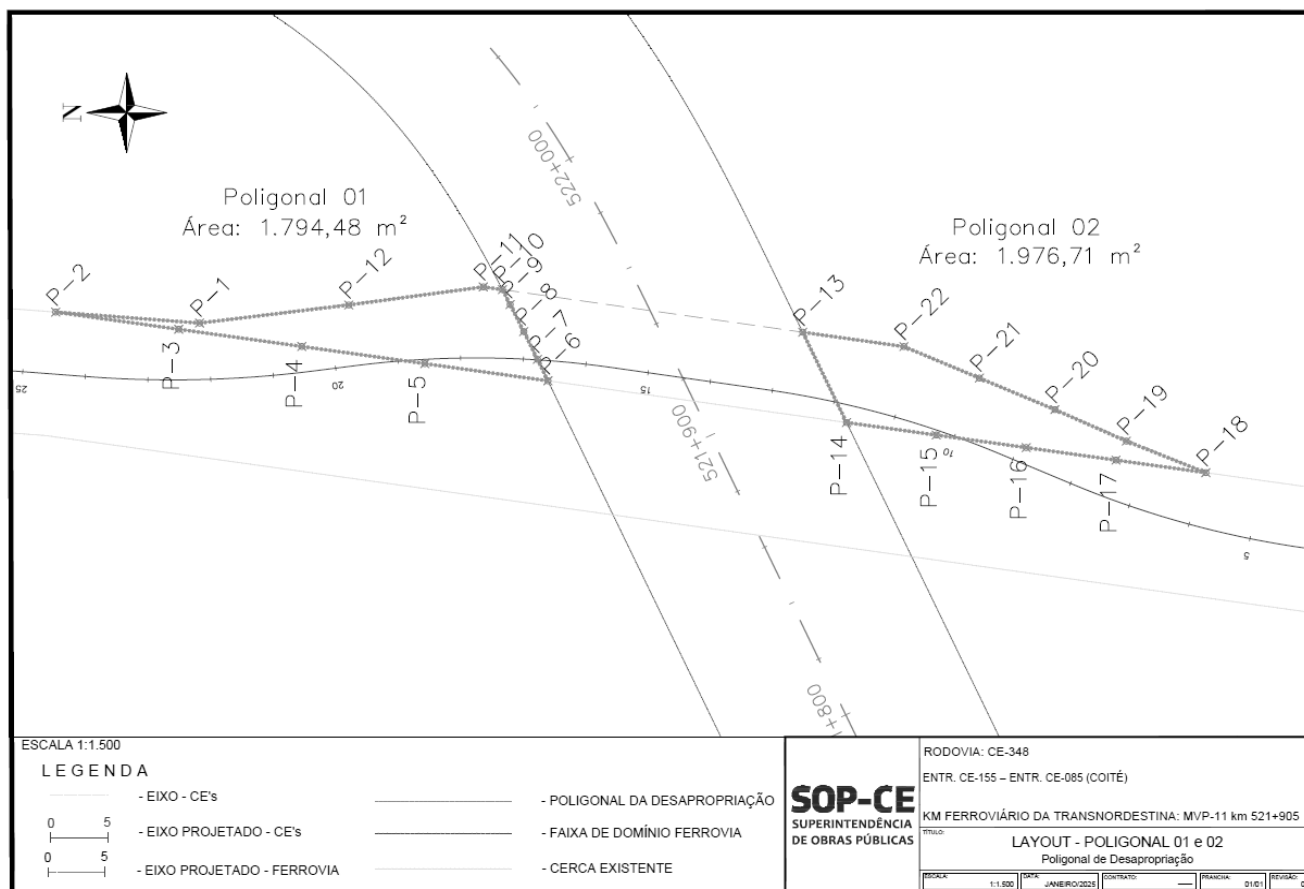 N
522+000
Poligonal 01
Área: 1.794,48 m²
Poligonal 02
Área: 1.976,71 m²
P-2
P-1
P-12
P-11
P-10
P-9
P-8
P-7
P-6
P-3
P-4
P-5
P-13
P-22
P-21
P-20
P-19
P-18
P-14
P-15
P-16
P-17
25
20
15
10
5
521+900
1+800
ESCALA 1:1.500
LEGENDA
- EIXO - CE's
0 5
- EIXO PROJETADO - CE's
0 5
- EIXO PROJETADO - FERROVIA
- POLIGONAL DA DESAPROPRIAÇÃO
- FAIXA DE DOMÍNIO FERROVIA
- CERCA EXISTENTE
SOP-CE
SUPERINTENDÊNCIA
DE OBRAS PÚBLICAS
RODOVIA: CE-348
ENTR. CE-155 – ENTR. CE-085 (COITÉ)
KM FERROVIÁRIO DA TRANSNORDESTINA: MVP-11 km 521+905
TÍTULO:
LAYOUT - POLIGONAL 01 e 02
Poligonal de Desapropriação
ESCALA: 1:1.500
DATA: JANEIRO/2025
CONTRATO: —
PRANCHA: 01/01
REVISÃO: 0